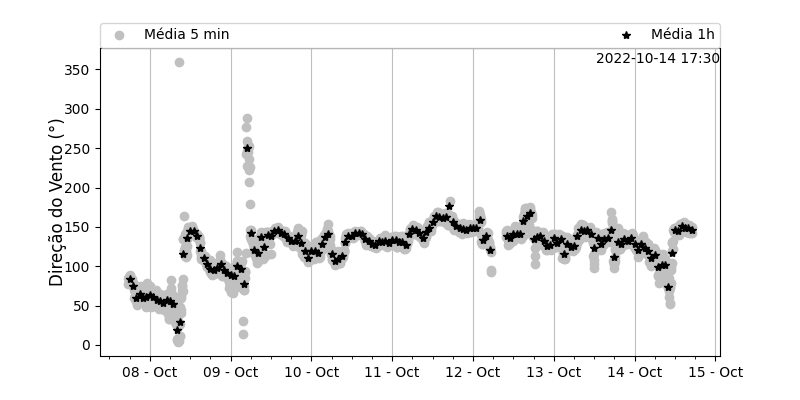 Média 5 min
Média 1h
2022-10-14 17:30
Direção do Vento (°)
350
300
250
200
150
100
50
0
08 - Oct
09 - Oct
10 - Oct
11 - Oct
12 - Oct
13 - Oct
14 - Oct
15 - Oct